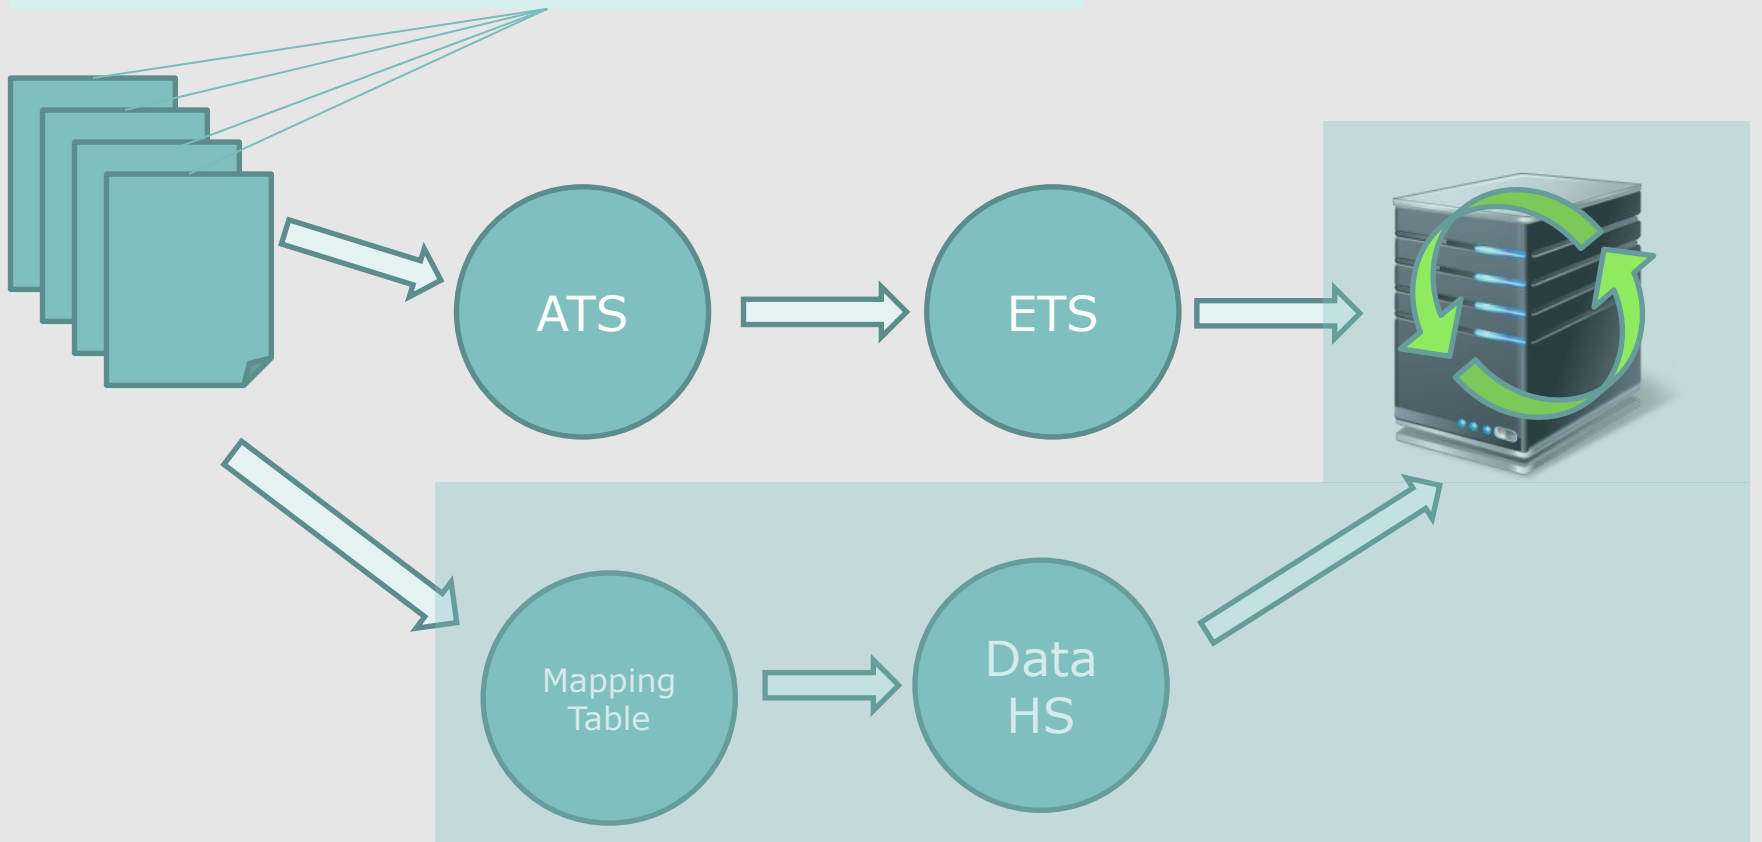 ATS
ETS
Mapping
Table
Data
HS